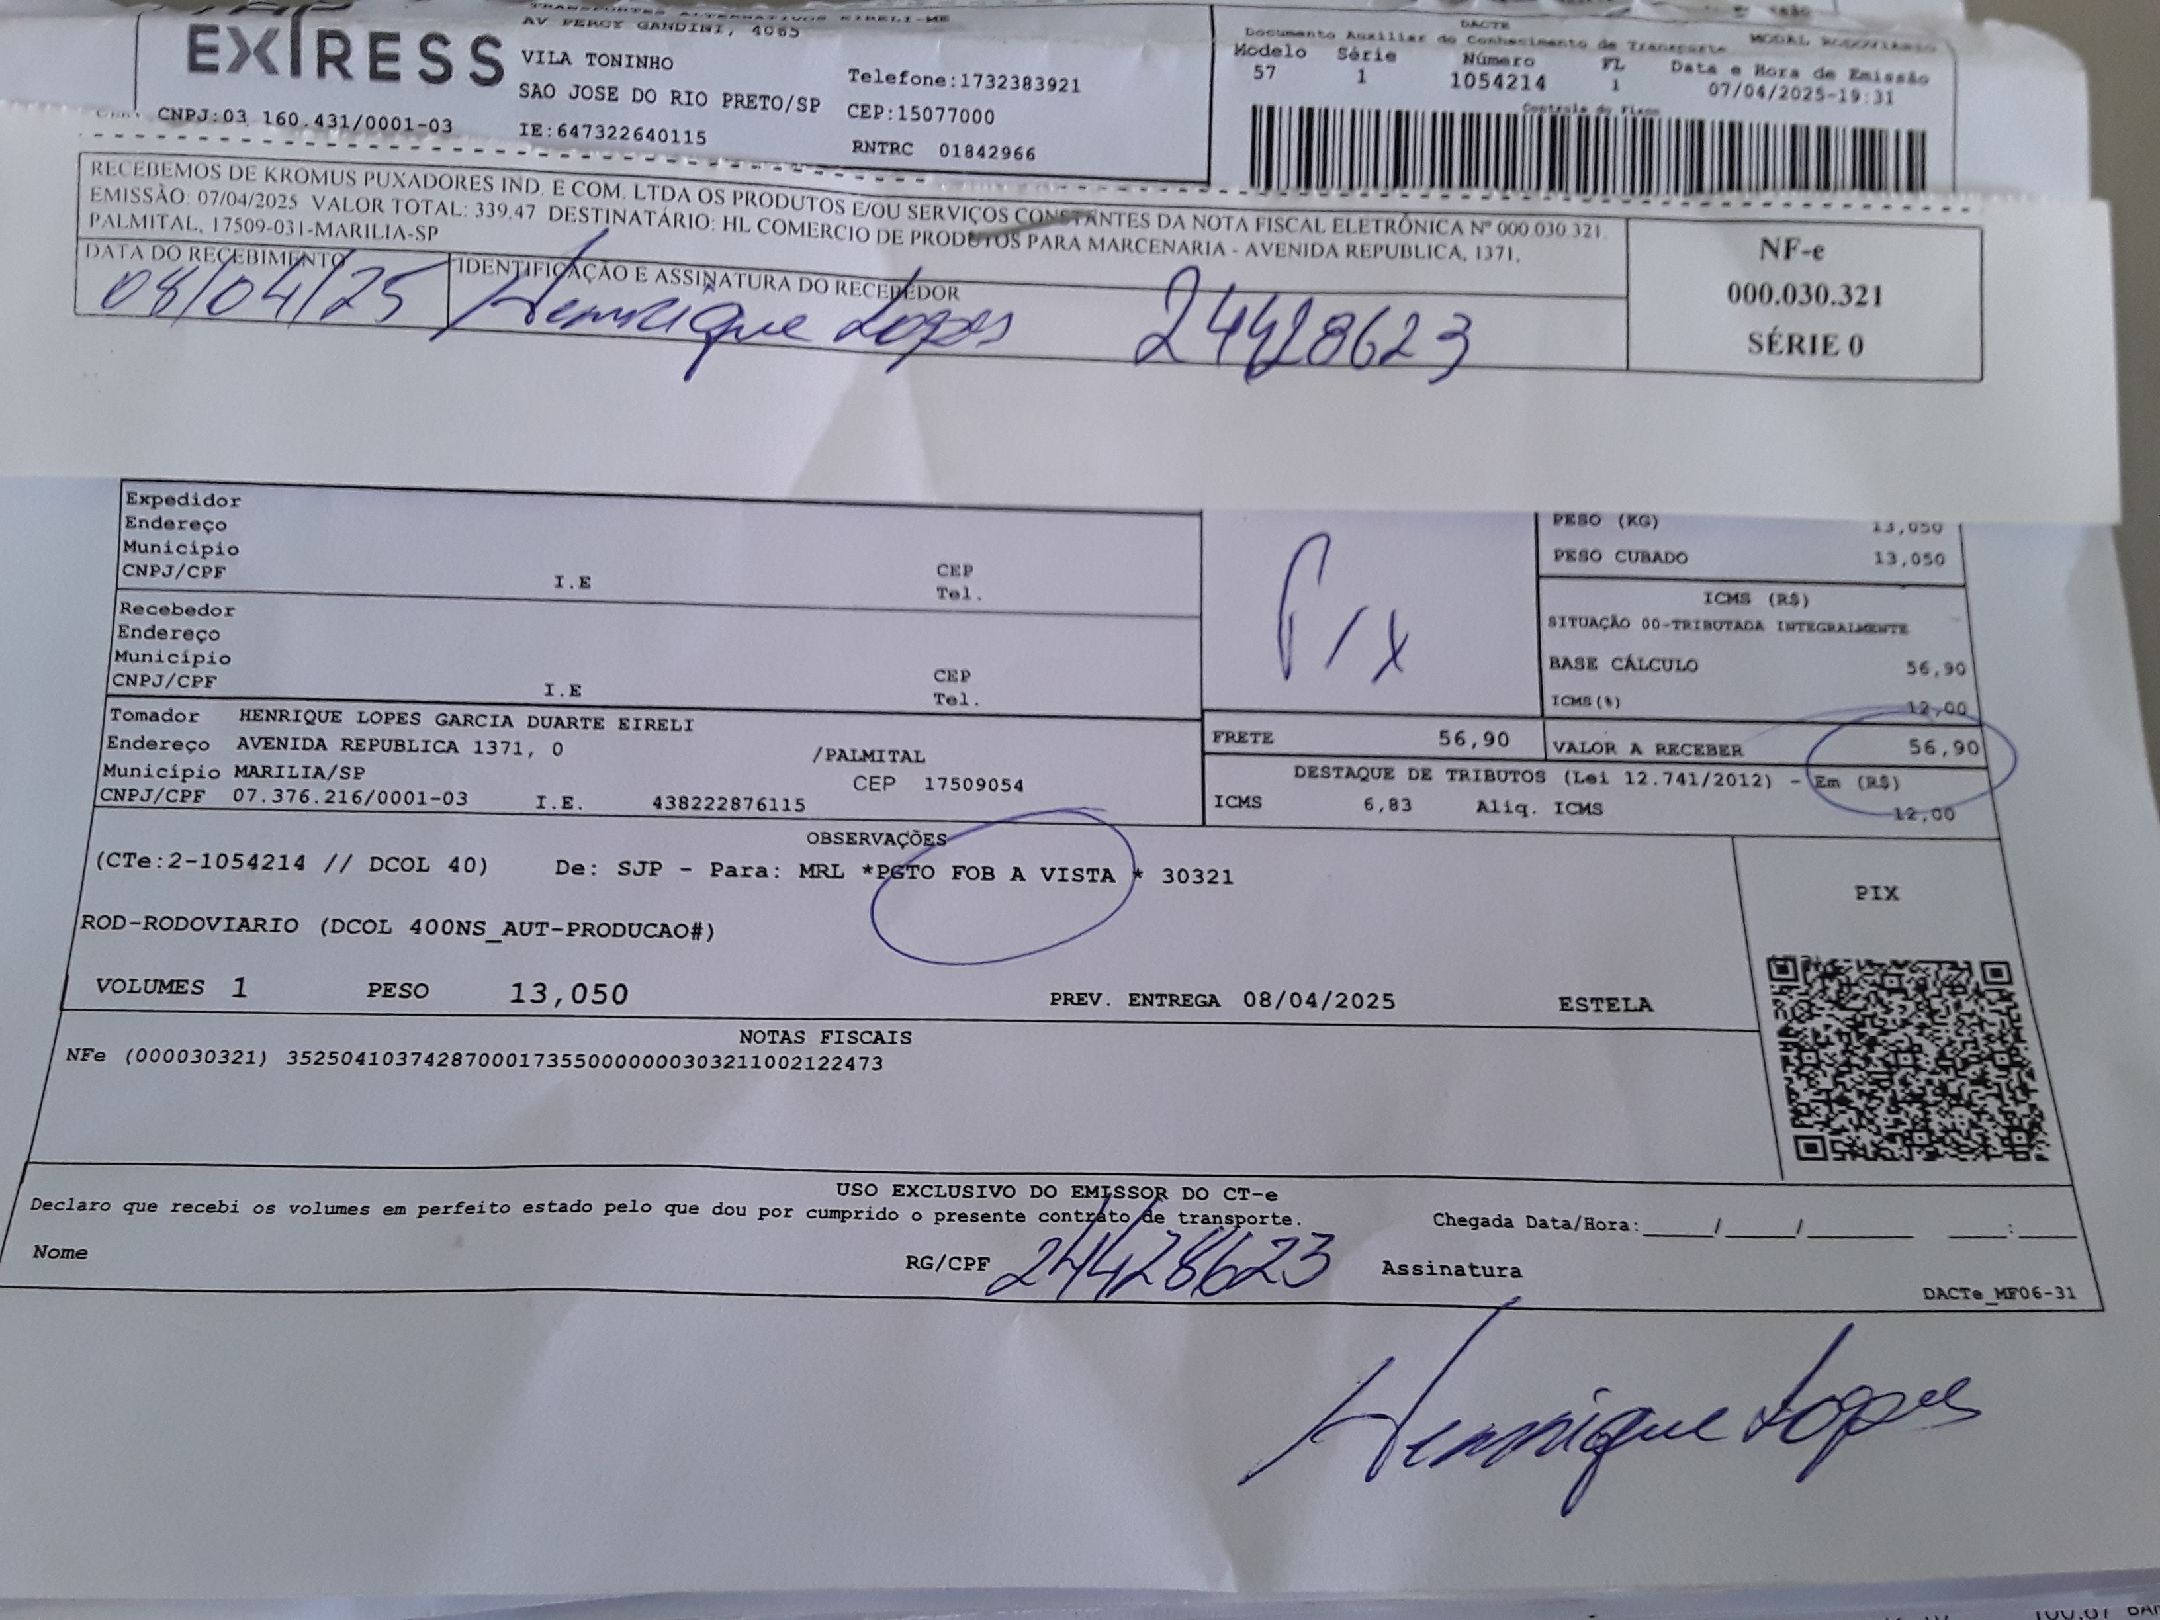 EXPRESS
TRANSPORTES ALTERNATIVOS EIRELI-ME
AV PERCY GANDINI, 4065
VILA TONINHO
SAO JOSE DO RIO PRETO/SP
Telefone:1732383921
CEP:15077000
CNPJ:03 160.431/0001-03
IE:647322640115
RNTRC 01842966
DACTE
Documento Auxiliar do Conhecimento de Transporte
MODAL RODOVIARIO
Modelo Série Número FL Data e Hora de Emissão
57 1 1054214 1 07/04/2025-19:31
Controle do Fisco
RECEBEMOS DE KROMUS PUXADORES IND. E COM. LTDA OS PRODUTOS E/OU SERVIÇOS CONSTANTES DA NOTA FISCAL ELETRÔNICA Nº 000.030.321.
EMISSÃO: 07/04/2025 VALOR TOTAL: 339.47 DESTINATÁRIO: HL COMERCIO DE PRODUTOS PARA MARCENARIA - AVENIDA REPUBLICA, 1371,
PALMITAL, 17509-031-MARILIA-SP
DATA DO RECEBIMENTO
IDENTIFICAÇÃO E ASSINATURA DO RECEBEDOR
08/04/25 Henrique Lopes 24428623
NF-e
000.030.321
SÉRIE 0
Expedidor
Endereço
Município
CNPJ/CPF I.E CEP
Tel.
Recebedor
Endereço
Município
CNPJ/CPF I.E CEP
Tel.
Pix
PESO (KG) 13,050
PESO CUBADO 13,050
ICMS (R$)
SITUAÇÃO 00-TRIBUTADA INTEGRALMENTE
BASE CÁLCULO 56,90
ICMS(%) 12,00
Tomador HENRIQUE LOPES GARCIA DUARTE EIRELI
Endereço AVENIDA REPUBLICA 1371, 0 /PALMITAL
Município MARILIA/SP CEP 17509054
CNPJ/CPF 07.376.216/0001-03 I.E. 438222876115
FRETE 56,90 VALOR A RECEBER 56,90
DESTAQUE DE TRIBUTOS (Lei 12.741/2012) - Em (R$)
ICMS 6,83 Aliq. ICMS 12,00
OBSERVAÇÕES
(CTe:2-1054214 // DCOL 40) De: SJP - Para: MRL *PGTO FOB A VISTA * 30321
ROD-RODOVIARIO (DCOL 400NS_AUT-PRODUCAO#)
VOLUMES 1 PESO 13,050 PREV. ENTREGA 08/04/2025 ESTELA
PIX
NOTAS FISCAIS
NFe (000030321) 35250410374287000173550000000303211002122473
USO EXCLUSIVO DO EMISSOR DO CT-e
Declaro que recebi os volumes em perfeito estado pelo que dou por cumprido o presente contrato de transporte.
Chegada Data/Hora:_____/_____/_______ ____:____
Nome RG/CPF 24428623 Assinatura
DACTe_MF06-31
Henrique Lopes